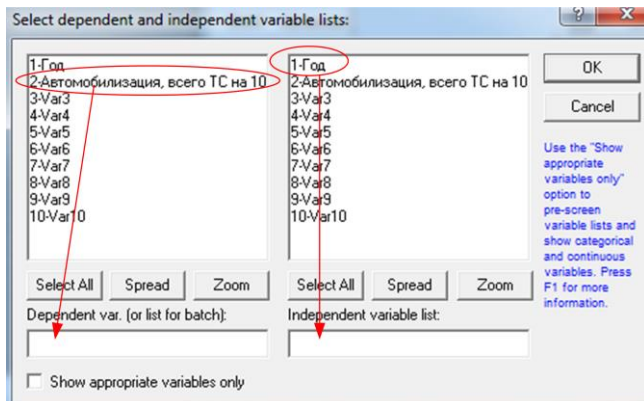 Select dependent and independent variable lists:
? X
1-Год
2-Автомобилизация, всего ТС на 10
3-Var3
4-Var4
5-Var5
6-Var6
7-Var7
8-Var8
9-Var9
10-Var10
1-Год
2-Автомобилизация, всего ТС на 10
3-Var3
4-Var4
5-Var5
6-Var6
7-Var7
8-Var8
9-Var9
10-Var10
OK
Cancel
Use the "Show
appropriate
variables only"
option to
pre-screen
variable lists and
show categorical
and continuous
variables. Press
F1 for more
information.
Select All Spread Zoom
Select All Spread Zoom
Dependent var. (or list for batch):
Independent variable list:
Show appropriate variables only